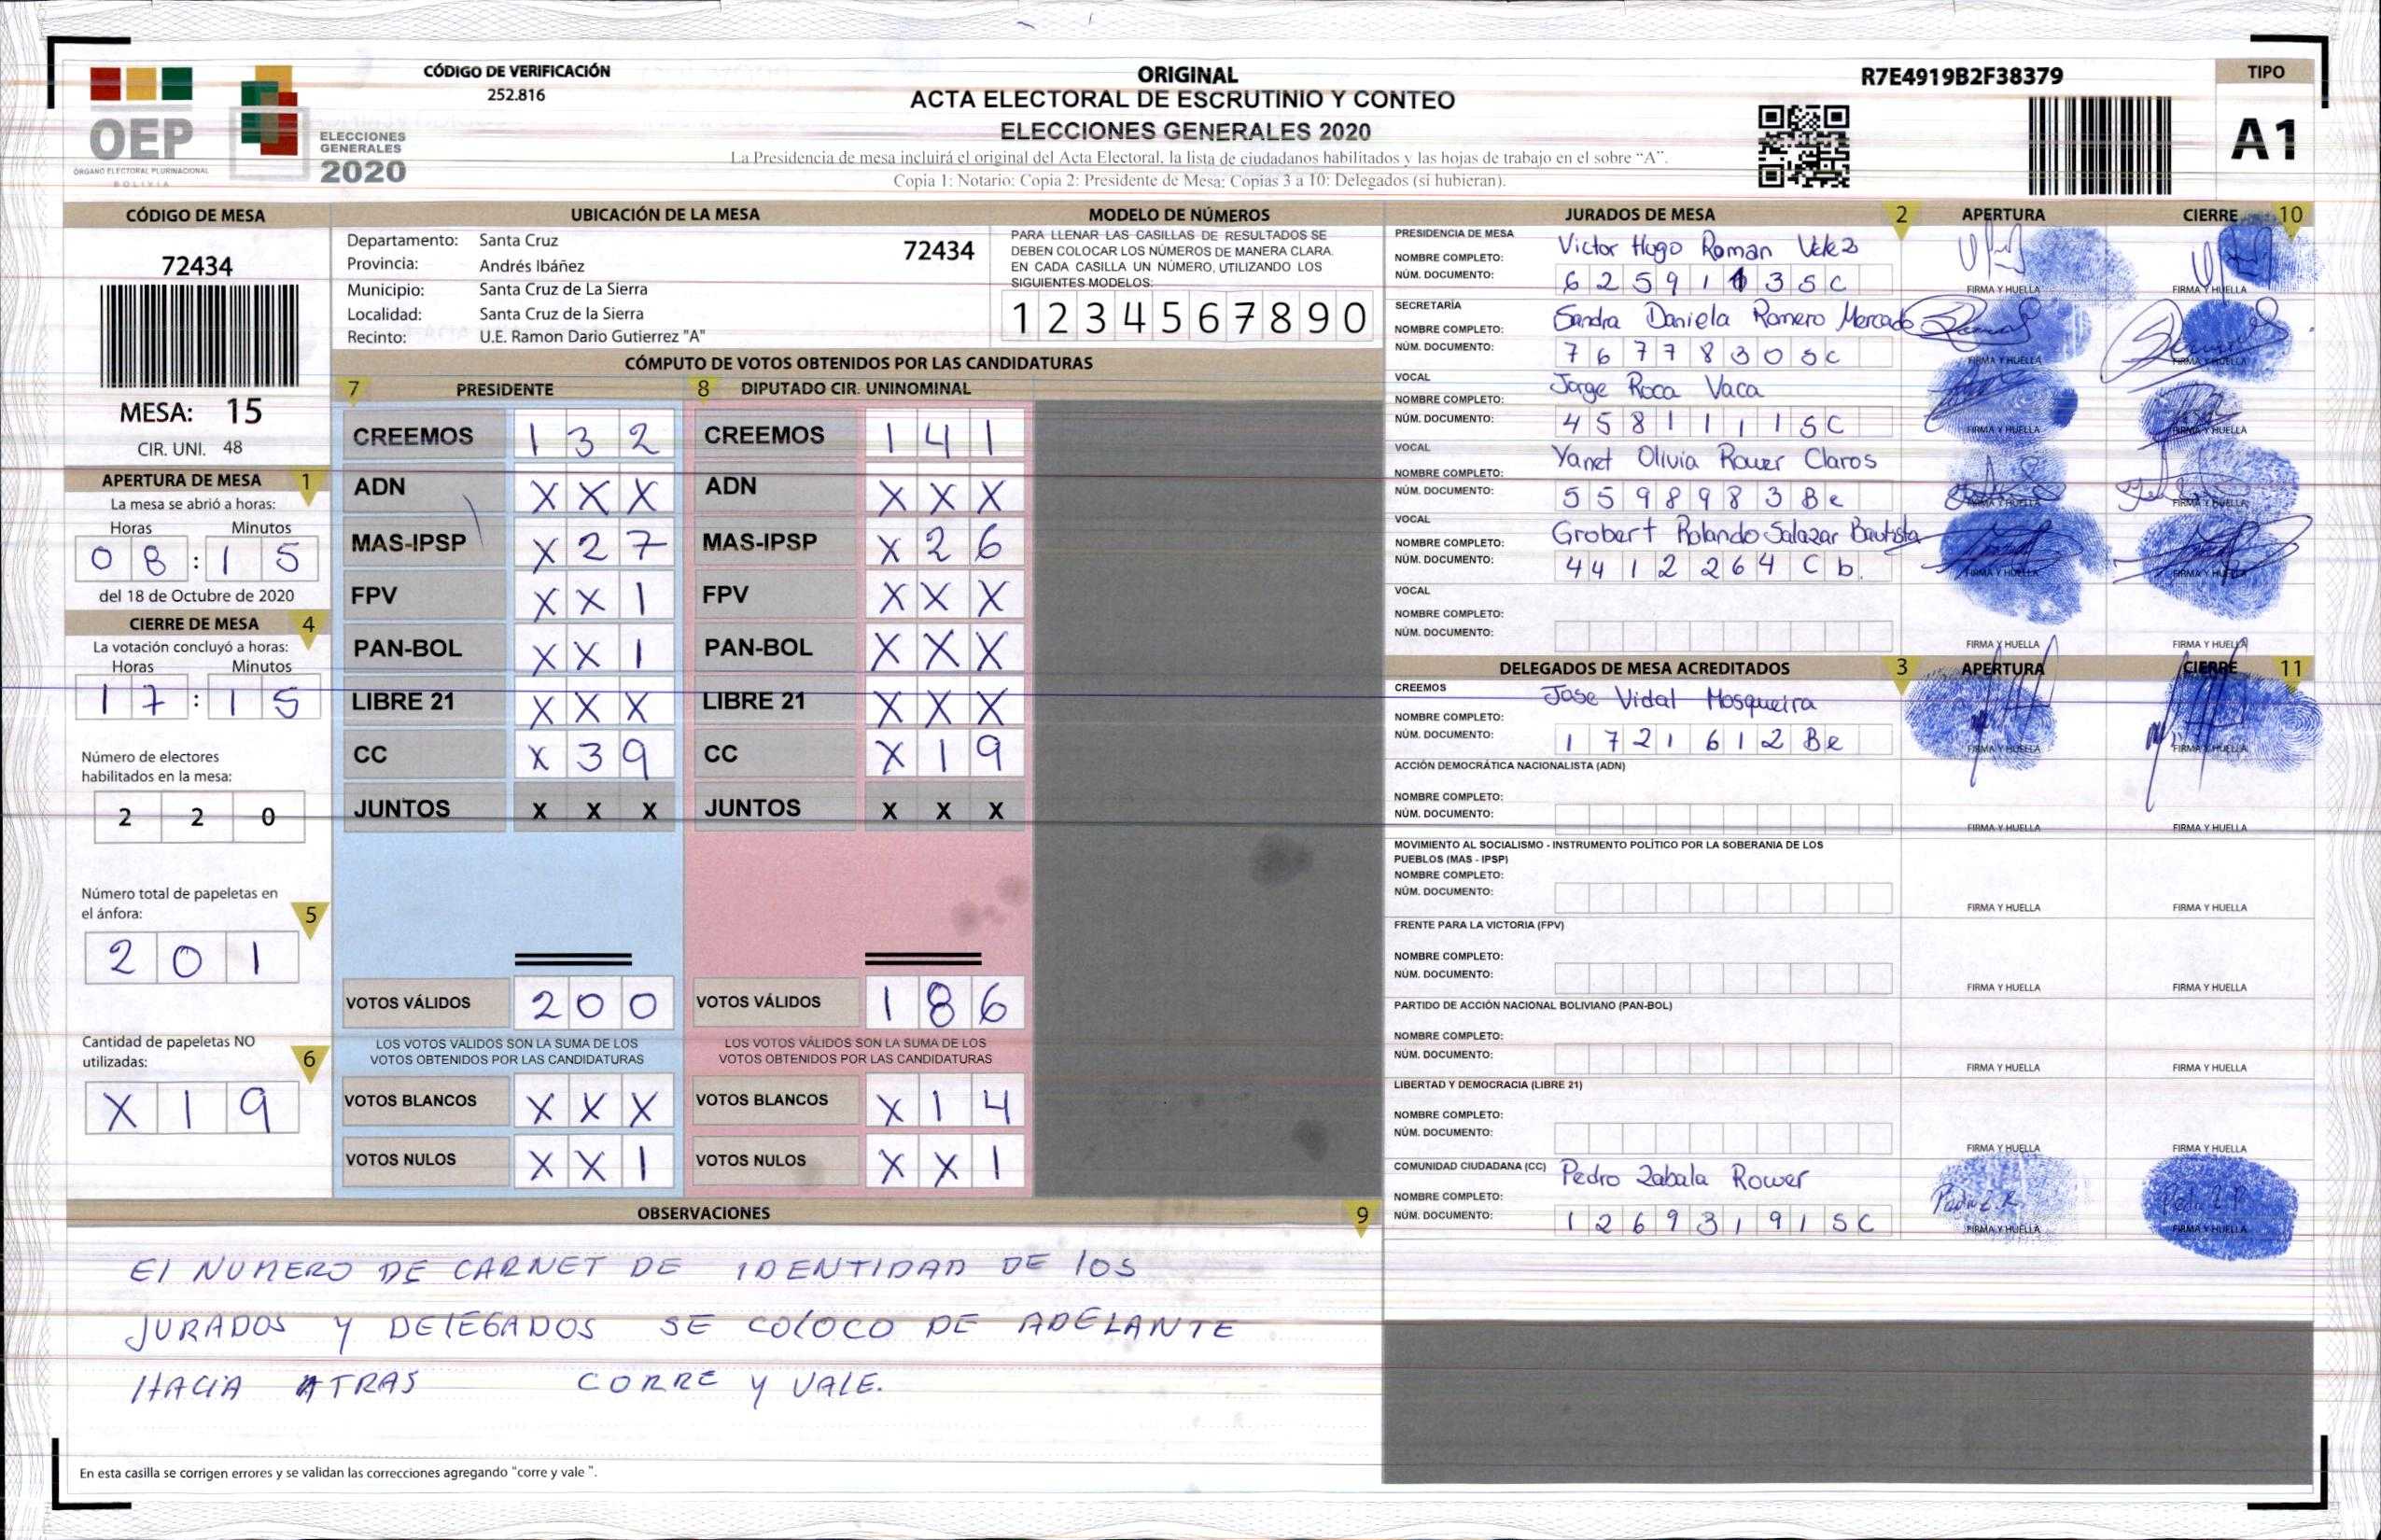 CÓDIGO DE VERIFICACIÓN
252.816
OEP
ÓRGANO ELECTORAL PLURINACIONAL
BOLIVIA
ELECCIONES
GENERALES
2020
ORIGINAL
ACTA ELECTORAL DE ESCRUTINIO Y CONTEO
ELECCIONES GENERALES 2020
La Presidencia de mesa incluirá el original del Acta Electoral, la lista de ciudadanos habilitados y las hojas de trabajo en el sobre “A”.
Copia 1: Notario: Copia 2: Presidente de Mesa: Copias 3 a 10: Delegados (si hubieran).
R7E4919B2F38379
TIPO
A1
CÓDIGO DE MESA
72434
MESA: 15
CIR. UNI. 48
APERTURA DE MESA 1
La mesa se abrió a horas:
Horas Minutos
0 8 : 1 5
del 18 de Octubre de 2020
CIERRE DE MESA 4
La votación concluyó a horas:
Horas Minutos
1 7 : 1 5
Número de electores
habilitados en la mesa:
2 2 0
Número total de papeletas en
el ánfora: 5
2 0 1
Cantidad de papeletas NO
utilizadas: 6
X 1 9
UBICACIÓN DE LA MESA
Departamento: Santa Cruz 72434
Provincia: Andrés Ibáñez
Municipio: Santa Cruz de La Sierra
Localidad: Santa Cruz de la Sierra
Recinto: U.E. Ramon Dario Gutierrez "A"
MODELO DE NÚMEROS
PARA LLENAR LAS CASILLAS DE RESULTADOS SE
DEBEN COLOCAR LOS NÚMEROS DE MANERA CLARA.
EN CADA CASILLA UN NÚMERO, UTILIZANDO LOS
SIGUIENTES MODELOS:
1 2 3 4 5 6 7 8 9 0
CÓMPUTO DE VOTOS OBTENIDOS POR LAS CANDIDATURAS
7 PRESIDENTE 8 DIPUTADO CIR. UNINOMINAL
CREEMOS 1 3 2 CREEMOS 1 4 1
ADN X X X ADN X X X
MAS-IPSP X 2 7 MAS-IPSP X 2 6
FPV X X 1 FPV X X X
PAN-BOL X X 1 PAN-BOL X X X
LIBRE 21 X X X LIBRE 21 X X X
CC X 3 9 CC X 1 9
JUNTOS X X X JUNTOS X X X
VOTOS VÁLIDOS 2 0 0 VOTOS VÁLIDOS 1 8 6
LOS VOTOS VÁLIDOS SON LA SUMA DE LOS LOS VOTOS VÁLIDOS SON LA SUMA DE LOS
VOTOS OBTENIDOS POR LAS CANDIDATURAS VOTOS OBTENIDOS POR LAS CANDIDATURAS
VOTOS BLANCOS X X X VOTOS BLANCOS X 1 4
VOTOS NULOS X X 1 VOTOS NULOS X X 1
OBSERVACIONES 9
El NUMERO DE CARNET DE IDENTIDAD DE los
JURADOS Y DElEGADOS SE COlOCO DE ADELANTE
HACIA ATRAS CORRE Y VALE.
En esta casilla se corrigen errores y se validan las correcciones agregando “corre y vale ”.
JURADOS DE MESA 2 APERTURA CIERRE 10
PRESIDENCIA DE MESA
NOMBRE COMPLETO: Victor Hugo Roman Velez
NÚM. DOCUMENTO: 6 2 5 9 1 1 3 S C
FIRMA Y HUELLA FIRMA Y HUELLA
SECRETARÍA
NOMBRE COMPLETO: Sandra Daniela Romero Mercado
NÚM. DOCUMENTO: 7 6 7 7 8 3 0 S C
FIRMA Y HUELLA FIRMA Y HUELLA
VOCAL
NOMBRE COMPLETO: Jorge Roca Vaca
NÚM. DOCUMENTO: 4 5 8 1 1 1 1 S C
FIRMA Y HUELLA FIRMA Y HUELLA
VOCAL
NOMBRE COMPLETO: Yanet Olivia Rower Claros
NÚM. DOCUMENTO: 5 5 9 8 9 8 3 Be
FIRMA Y HUELLA FIRMA Y HUELLA
VOCAL
NOMBRE COMPLETO: Grobert Rolando Salazar Bautista
NÚM. DOCUMENTO: 4 4 1 2 2 6 4 C b.
FIRMA Y HUELLA FIRMA Y HUELLA
VOCAL
NOMBRE COMPLETO:
NÚM. DOCUMENTO:
FIRMA Y HUELLA FIRMA Y HUELLA
DELEGADOS DE MESA ACREDITADOS 3 APERTURA CIERRE 11
CREEMOS
NOMBRE COMPLETO: Jose Vidal Mosqueira
NÚM. DOCUMENTO: 1 7 2 1 6 1 2 Be
FIRMA Y HUELLA FIRMA Y HUELLA
ACCIÓN DEMOCRÁTICA NACIONALISTA (ADN)
NOMBRE COMPLETO:
NÚM. DOCUMENTO:
FIRMA Y HUELLA FIRMA Y HUELLA
MOVIMIENTO AL SOCIALISMO - INSTRUMENTO POLÍTICO POR LA SOBERANIA DE LOS
PUEBLOS (MAS - IPSP)
NOMBRE COMPLETO:
NÚM. DOCUMENTO:
FIRMA Y HUELLA FIRMA Y HUELLA
FRENTE PARA LA VICTORIA (FPV)
NOMBRE COMPLETO:
NÚM. DOCUMENTO:
FIRMA Y HUELLA FIRMA Y HUELLA
PARTIDO DE ACCIÓN NACIONAL BOLIVIANO (PAN-BOL)
NOMBRE COMPLETO:
NÚM. DOCUMENTO:
FIRMA Y HUELLA FIRMA Y HUELLA
LIBERTAD Y DEMOCRACIA (LIBRE 21)
NOMBRE COMPLETO:
NÚM. DOCUMENTO:
FIRMA Y HUELLA FIRMA Y HUELLA
COMUNIDAD CIUDADANA (CC)
NOMBRE COMPLETO: Pedro Zabala Rower
NÚM. DOCUMENTO: 1 2 6 9 3 1 9 1 S C
FIRMA Y HUELLA FIRMA Y HUELLA